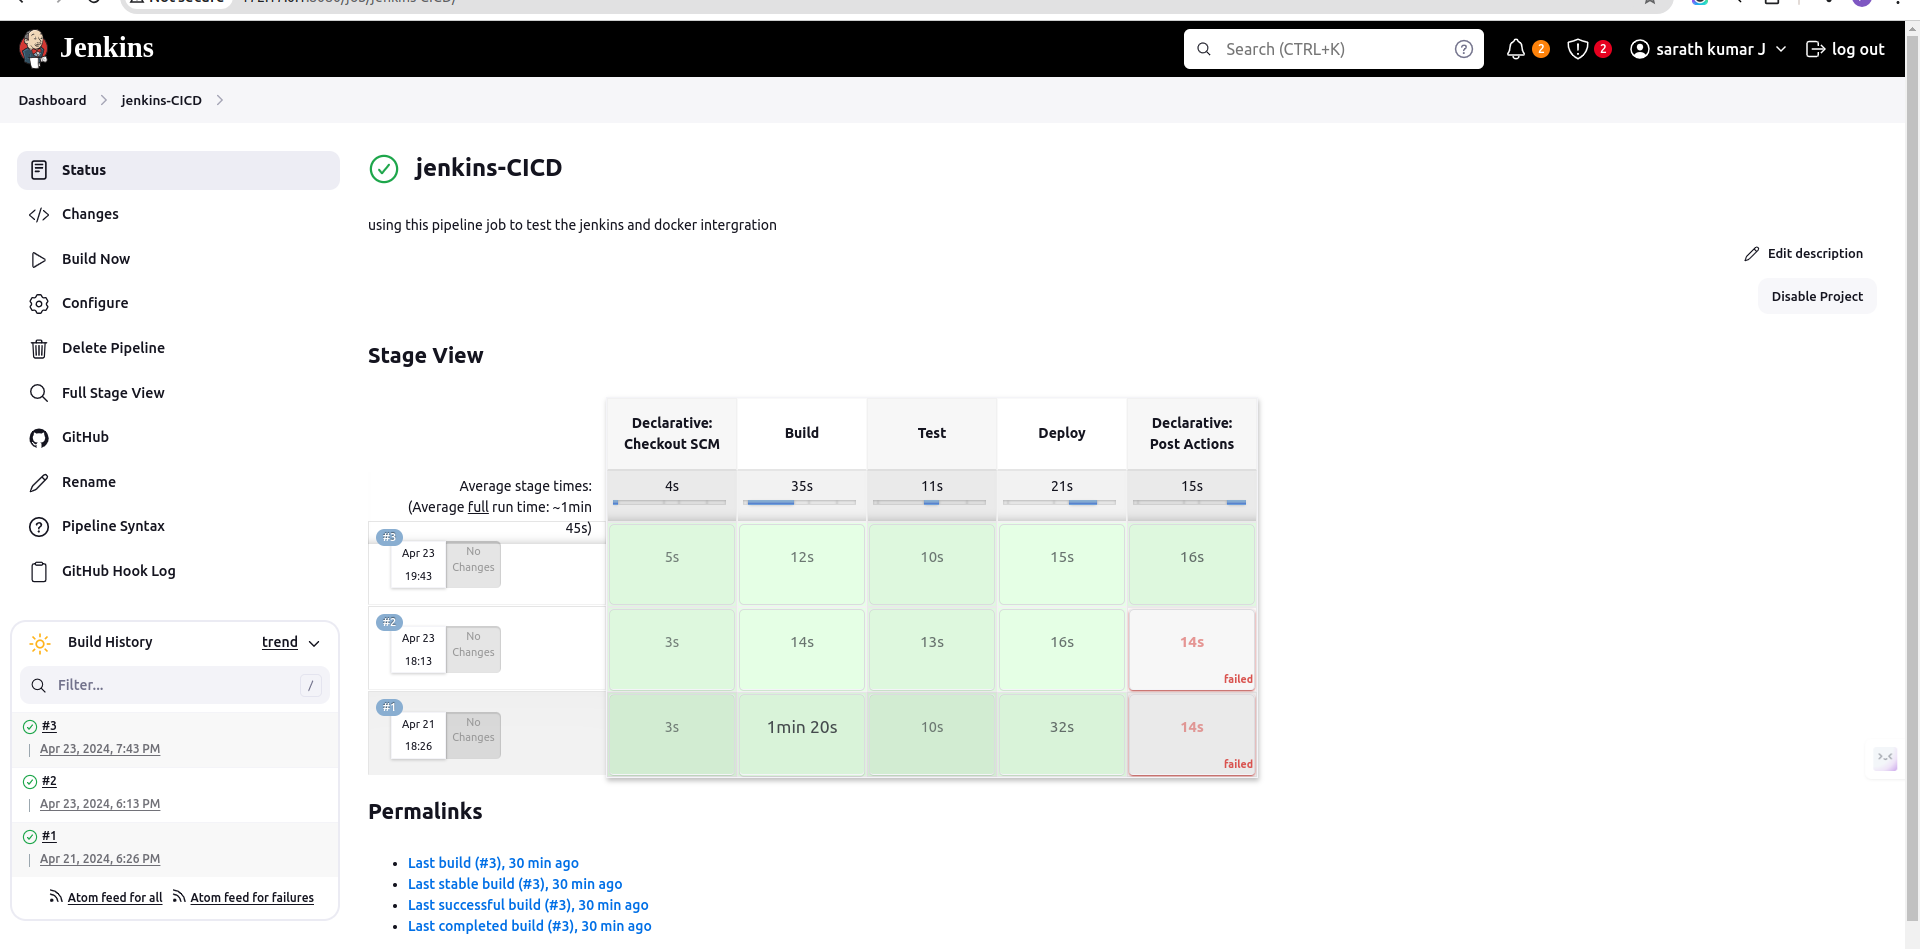 Not secure
Jenkins
Search (CTRL+K)
2
2
sarath kumar J
log out
Dashboard
jenkins-CICD
Status
Changes
Build Now
Configure
Delete Pipeline
Full Stage View
GitHub
Rename
Pipeline Syntax
GitHub Hook Log
Build History
trend
Filter...
/
#3
Apr 23, 2024, 7:43 PM
#2
Apr 23, 2024, 6:13 PM
#1
Apr 21, 2024, 6:26 PM
Atom feed for all
Atom feed for failures
jenkins-CICD
using this pipeline job to test the jenkins and docker intergration
Edit description
Disable Project
Stage View
Declarative:
Checkout SCM
Build
Test
Deploy
Declarative:
Post Actions
Average stage times:
(Average full run time: ~1min
45s)
4s
35s
11s
21s
15s
#3
Apr 23
19:43
No
Changes
5s
12s
10s
15s
16s
#2
Apr 23
18:13
No
Changes
3s
14s
13s
16s
14s
failed
#1
Apr 21
18:26
No
Changes
3s
1min 20s
10s
32s
14s
failed
Permalinks
Last build (#3), 30 min ago
Last stable build (#3), 30 min ago
Last successful build (#3), 30 min ago
Last completed build (#3), 30 min ago